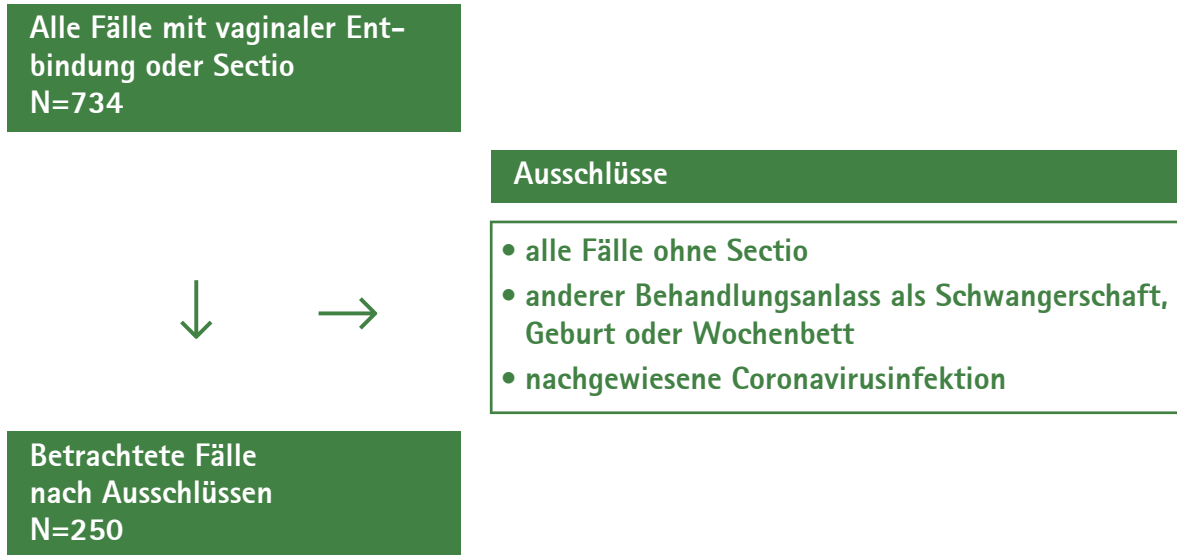 Alle Fälle mit vaginaler Ent-
bindung oder Sectio
N=734
Ausschlüsse
• alle Fälle ohne Sectio
• anderer Behandlungsanlass als Schwangerschaft,
Geburt oder Wochenbett
• nachgewiesene Coronavirusinfektion
Betrachtete Fälle
nach Ausschlüssen
N=250